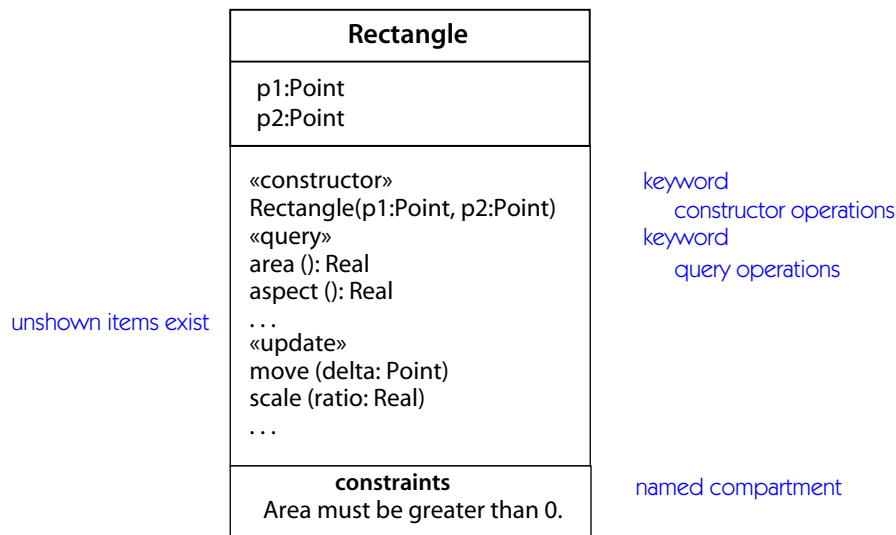 Rectangle
p1:Point
p2:Point
«constructor»
Rectangle(p1:Point, p2:Point)
«query»
area (): Real
aspect (): Real
. . .
«update»
move (delta: Point)
scale (ratio: Real)
. . .
constraints
Area must be greater than 0.
unshown items exist
keyword
constructor operations
keyword
query operations
named compartment